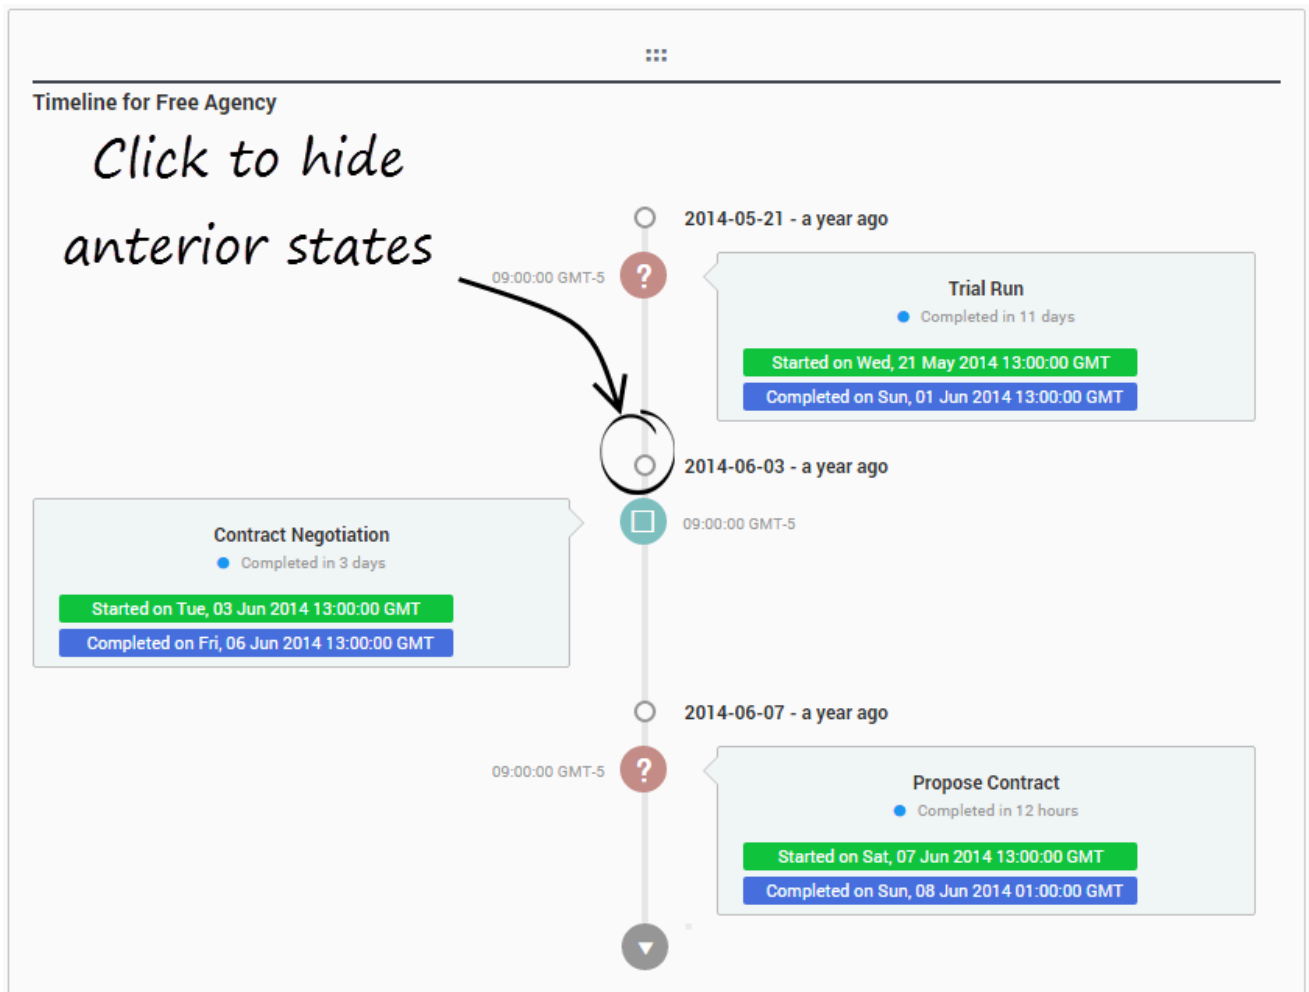 Timeline for Free Agency
Click to hide
anterior states
2014-05-21 - a year ago
09:00:00 GMT-5
?
Trial Run
Completed in 11 days
Started on Wed, 21 May 2014 13:00:00 GMT
Completed on Sun, 01 Jun 2014 13:00:00 GMT
2014-06-03 - a year ago
09:00:00 GMT-5
Contract Negotiation
Completed in 3 days
Started on Tue, 03 Jun 2014 13:00:00 GMT
Completed on Fri, 06 Jun 2014 13:00:00 GMT
2014-06-07 - a year ago
09:00:00 GMT-5
?
Propose Contract
Completed in 12 hours
Started on Sat, 07 Jun 2014 13:00:00 GMT
Completed on Sun, 08 Jun 2014 01:00:00 GMT